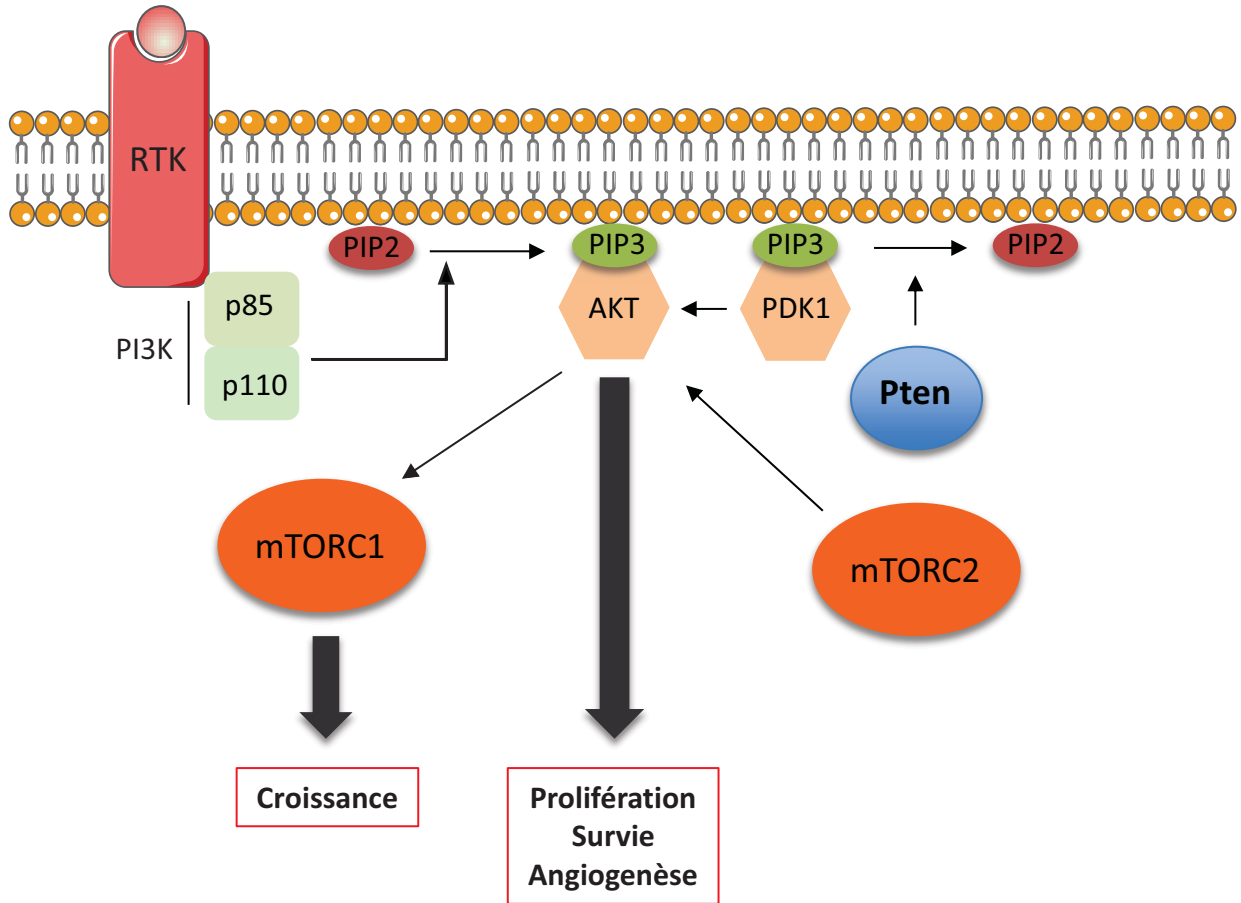 RTK
PIP2
PIP3
PIP3
PIP2
p85
PI3K
p110
AKT
PDK1
Pten
mTORC1
mTORC2
Croissance
Prolifération
Survie
Angiogenèse